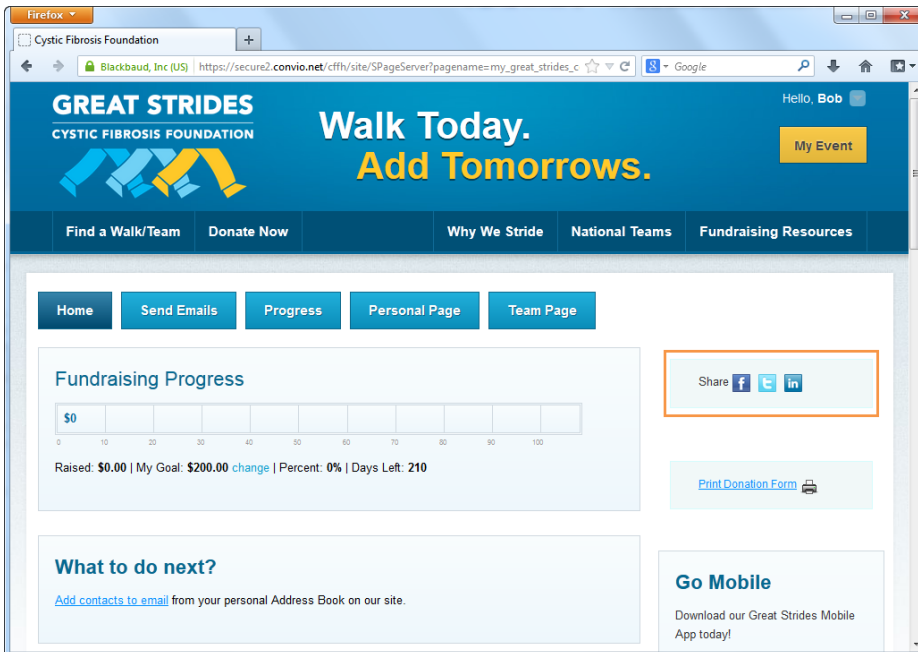 Firefox
Cystic Fibrosis Foundation
+
Blackbaud, Inc (US) https://secure2.convio.net/cffh/site/SPageServer?pagename=my_great_strides_c Google
GREAT STRIDES
CYSTIC FIBROSIS FOUNDATION
Walk Today.
Add Tomorrows.
Hello, Bob
My Event
Find a Walk/Team Donate Now Why We Stride National Teams Fundraising Resources
Home Send Emails Progress Personal Page Team Page
Fundraising Progress
$0
0 10 20 30 40 50 60 70 80 90 100
Raised: $0.00 | My Goal: $200.00 change | Percent: 0% | Days Left: 210
Share
Print Donation Form
What to do next?
Add contacts to email from your personal Address Book on our site.
Go Mobile
Download our Great Strides Mobile
App today!